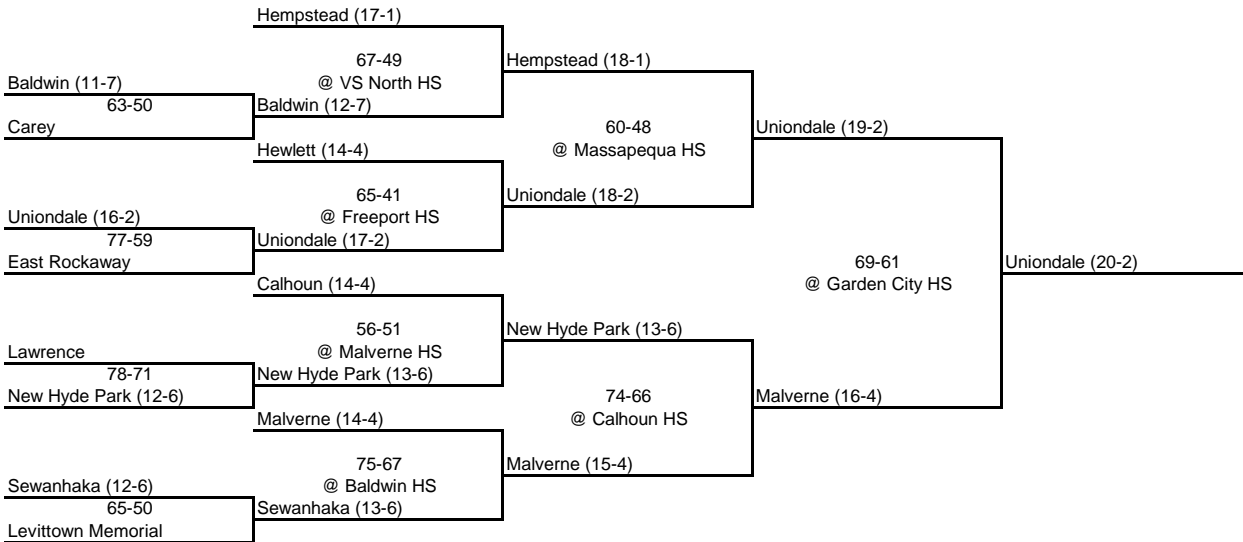 Hempstead (17-1)
67-49
@ VS North HS
Hempstead (18-1)
Baldwin (11-7)
63-50
Baldwin (12-7)
Carey
60-48
@ Massapequa HS
Uniondale (19-2)
Hewlett (14-4)
65-41
@ Freeport HS
Uniondale (18-2)
Uniondale (16-2)
77-59
Uniondale (17-2)
East Rockaway
69-61
@ Garden City HS
Uniondale (20-2)
Calhoun (14-4)
56-51
@ Malverne HS
New Hyde Park (13-6)
Lawrence
78-71
New Hyde Park (13-6)
New Hyde Park (12-6)
74-66
@ Calhoun HS
Malverne (16-4)
Malverne (14-4)
75-67
@ Baldwin HS
Malverne (15-4)
Sewanhaka (12-6)
65-50
Sewanhaka (13-6)
Levittown Memorial